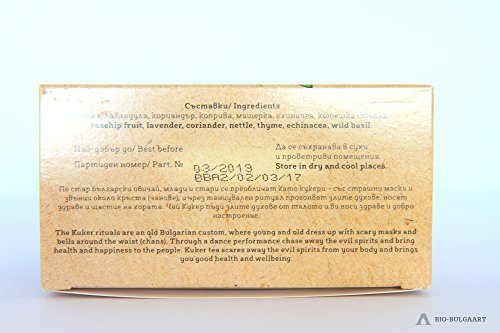 Съставки/ Ingredients
лавандула, кориандър, коприва, мащерка, ехинацея, котешка стъпка
rosehip fruit, lavender, coriander, nettle, thyme, echinacea, wild basil.
Най-добър до/ Best before
Партиден номер/ Part. №
03/2019
BBA2/02/03/17
Да се съхранява в сухи
и проветриви помещения.
Store in dry and cool places.
По стар български обичай, млади и стари се преобличат като кукери – със страшни маски и
звънци около кръста (чанове), и чрез танцувален ритуал прогонват злите духове, носят
здраве и щастие на хората. Чай Кукер пъди злите духове от тялото и ви носи здраве и добро
настроение.
The Kuker rituals are an old Bulgarian custom, where young and old dress up with scary masks and
bells around the waist (chans). Through a dance performance chase away the evil spirits and bring
health and happiness to the people. Kuker tea scares away the evil spirits from your body and brings
you good health and wellbeing.
BIO-BULGAART